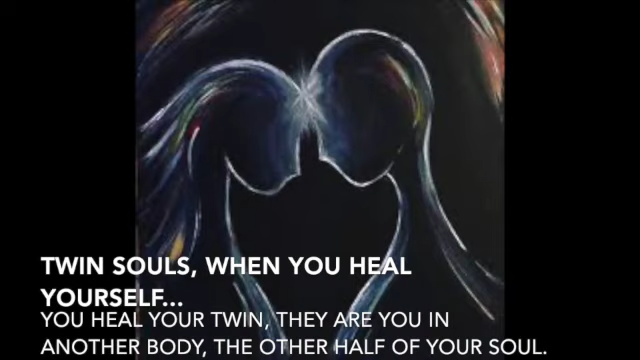 TWIN SOULS, WHEN YOU HEAL
YOURSELF...
YOU HEAL YOUR TWIN, THEY ARE YOU IN
ANOTHER BODY, THE OTHER HALF OF YOUR SOUL.